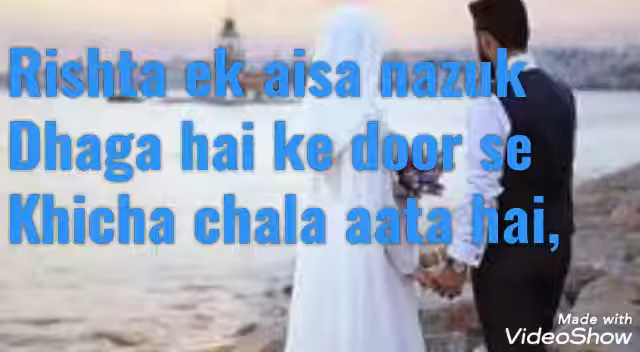 Rishta ek aisa nazuk
Dhaga hai ke door se
Khicha chala aata hai,
Made with
VideoShow